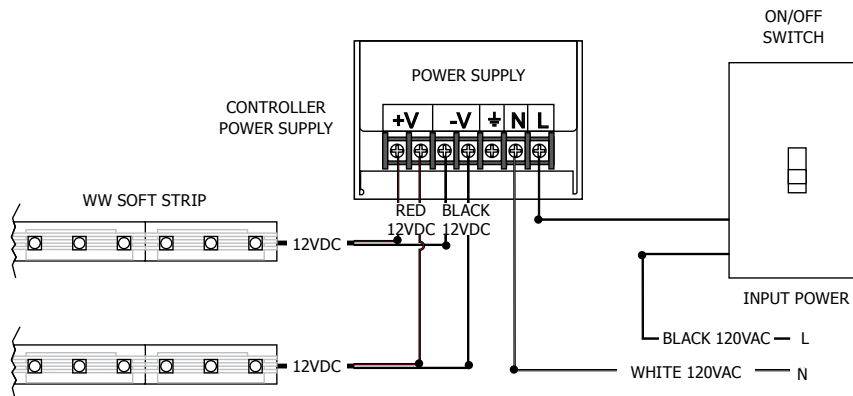 ON/OFF
SWITCH
POWER SUPPLY
CONTROLLER
POWER SUPPLY
+V -V ⏚ N L
WW SOFT STRIP
RED BLACK
12VDC 12VDC
12VDC
INPUT POWER
BLACK 120VAC L
12VDC
WHITE 120VAC N